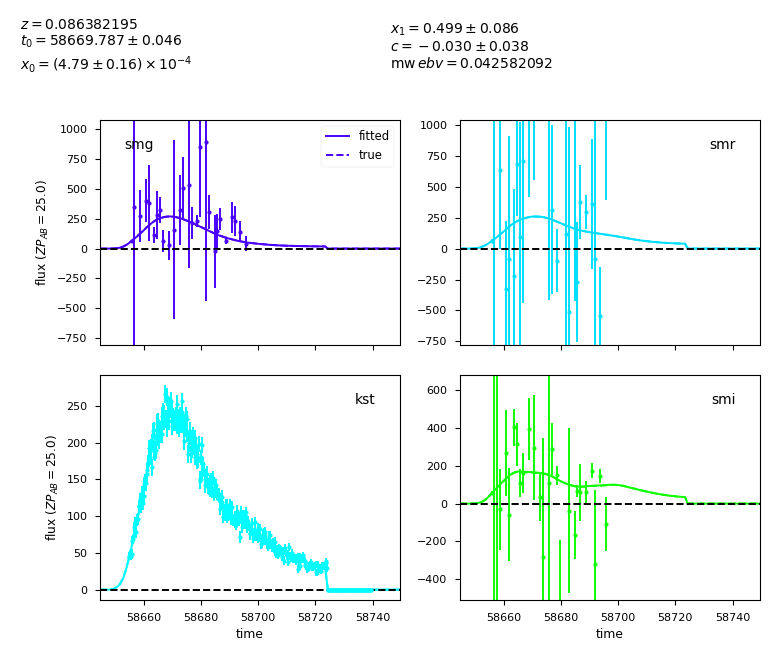 z = 0.086382195
t₀ = 58669.787 ± 0.046
x₀ = (4.79 ± 0.16) × 10⁻⁴
x₁ = 0.499 ± 0.086
c = −0.030 ± 0.038
mw ebv = 0.042582092
smg
fitted
true
1000
750
500
250
0
−250
−500
−750
flux (ZP_AB = 25.0)
smr
1000
750
500
250
0
−250
−500
−750
kst
250
200
150
100
50
0
flux (ZP_AB = 25.0)
58660 58680 58700 58720 58740
time
smi
600
400
200
0
−200
−400
58660 58680 58700 58720 58740
time